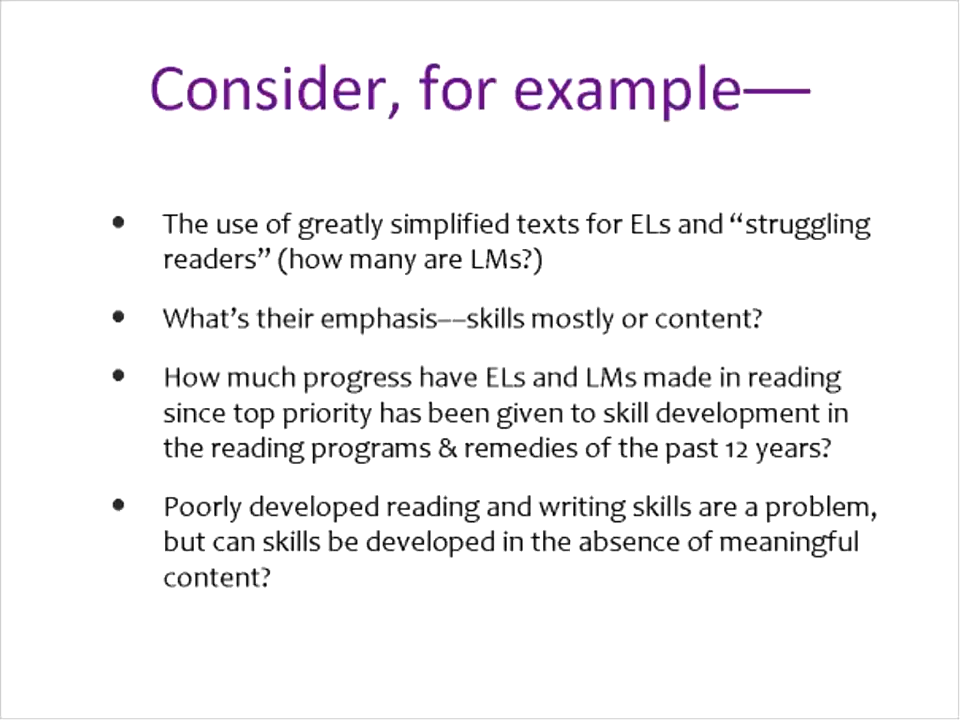 Consider, for example—
• The use of greatly simplified texts for ELs and “struggling
readers” (how many are LMs?)
• What’s their emphasis––skills mostly or content?
• How much progress have ELs and LMs made in reading
since top priority has been given to skill development in
the reading programs & remedies of the past 12 years?
• Poorly developed reading and writing skills are a problem,
but can skills be developed in the absence of meaningful
content?